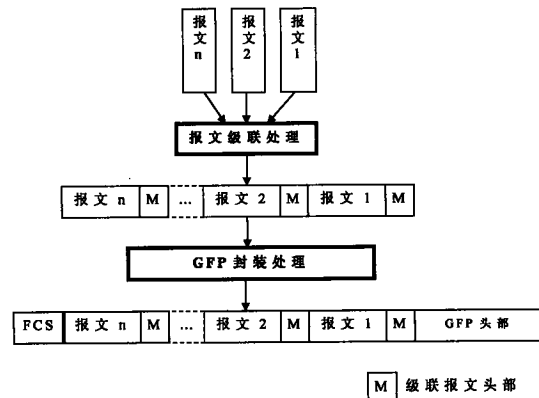 报文n
报文2
报文1
报文级联处理
报文 n M ... 报文 2 M 报文 1 M
GFP 封装处理
FCS 报文 n M ... 报文 2 M 报文 1 M GFP 头部
M 级联报文头部